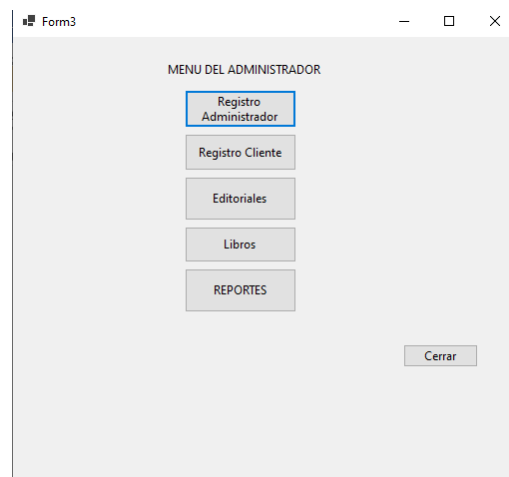 Form3
MENU DEL ADMINISTRADOR
Registro
Administrador
Registro Cliente
Editoriales
Libros
REPORTES
Cerrar